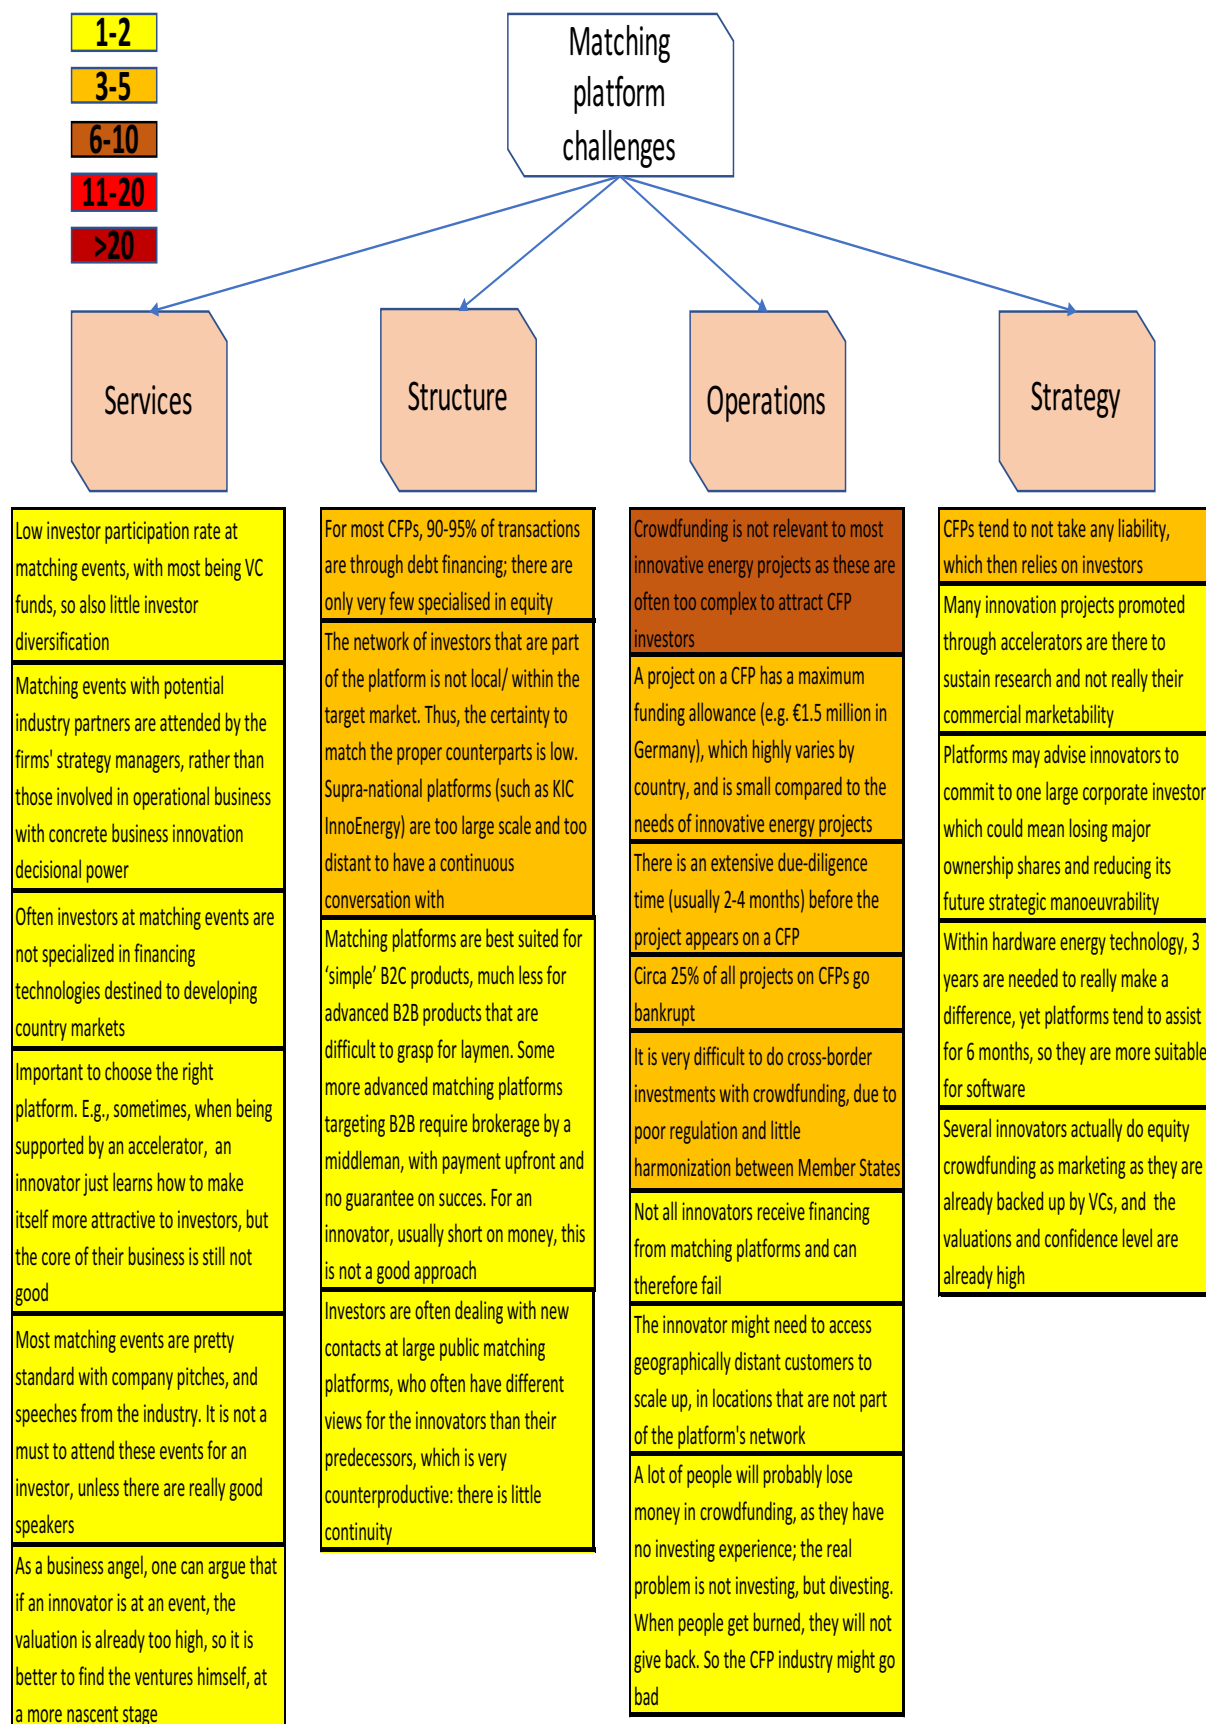 1-2
3-5
6-10
11-20
>20
Matching
platform
challenges
Services
Structure
Operations
Strategy
Low investor participation rate at
matching events, with most being VC
funds, so also little investor
diversification
Matching events with potential
industry partners are attended by the
firms' strategy managers, rather than
those involved in operational business
with concrete business innovation
decisional power
Often investors at matching events are
not specialized in financing
technologies destined to developing
country markets
Important to choose the right
platform. E.g., sometimes, when being
supported by an accelerator, an
innovator just learns how to make
itself more attractive to investors, but
the core of their business is still not
good
Most matching events are pretty
standard with company pitches, and
speeches from the industry. It is not a
must to attend these events for an
investor, unless there are really good
speakers
As a business angel, one can argue that
if an innovator is at an event, the
valuation is already too high, so it is
better to find the ventures himself, at
a more nascent stage
For most CFPs, 90-95% of transactions
are through debt financing; there are
only very few specialised in equity
The network of investors that are part
of the platform is not local/ within the
target market. Thus, the certainty to
match the proper counterparts is low.
Supra-national platforms (such as KIC
InnoEnergy) are too large scale and too
distant to have a continuous
conversation with
Matching platforms are best suited for
‘simple’ B2C products, much less for
advanced B2B products that are
difficult to grasp for laymen. Some
more advanced matching platforms
targeting B2B require brokerage by a
middleman, with payment upfront and
no guarantee on succes. For an
innovator, usually short on money, this
is not a good approach
Investors are often dealing with new
contacts at large public matching
platforms, who often have different
views for the innovators than their
predecessors, which is very
counterproductive: there is little
continuity
Crowdfunding is not relevant to most
innovative energy projects as these are
often too complex to attract CFP
investors
A project on a CFP has a maximum
funding allowance (e.g. €1.5 million in
Germany), which highly varies by
country, and is small compared to the
needs of innovative energy projects
There is an extensive due-diligence
time (usually 2-4 months) before the
project appears on a CFP
Circa 25% of all projects on CFPs go
bankrupt
It is very difficult to do cross-border
investments with crowdfunding, due to
poor regulation and little
harmonization between Member States
Not all innovators receive financing
from matching platforms and can
therefore fail
The innovator might need to access
geographically distant customers to
scale up, in locations that are not part
of the platform's network
A lot of people will probably lose
money in crowdfunding, as they have
no investing experience; the real
problem is not investing, but divesting.
When people get burned, they will not
give back. So the CFP industry might go
bad
CFPs tend to not take any liability,
which then relies on investors
Many innovation projects promoted
through accelerators are there to
sustain research and not really their
commercial marketability
Platforms may advise innovators to
commit to one large corporate investor
which could mean losing major
ownership shares and reducing its
future strategic manoeuvrability
Within hardware energy technology, 3
years are needed to really make a
difference, yet platforms tend to assist
for 6 months, so they are more suitable
for software
Several innovators actually do equity
crowdfunding as marketing as they are
already backed up by VCs, and the
valuations and confidence level are
already high